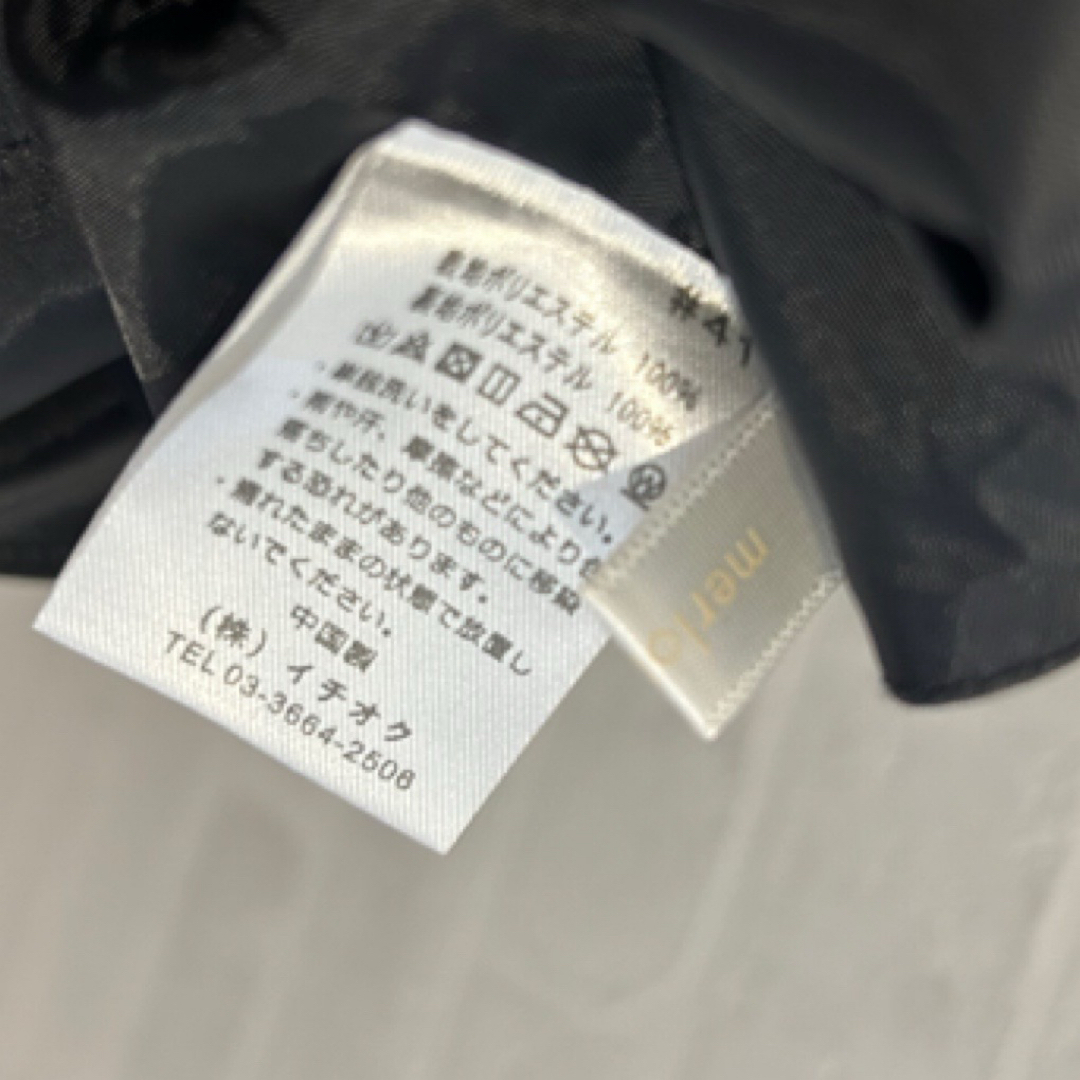 #41
表地ポリエステル 100%
裏地ポリエステル 100%
・単独洗いをしてください。
・雨や汗、摩擦などにより色
落ちしたり他のものに移染
する恐れがあります。
・濡れたままの状態で放置し
ないでください。
中国製
(株) イチオク
TEL 03-3664-2506
merlo